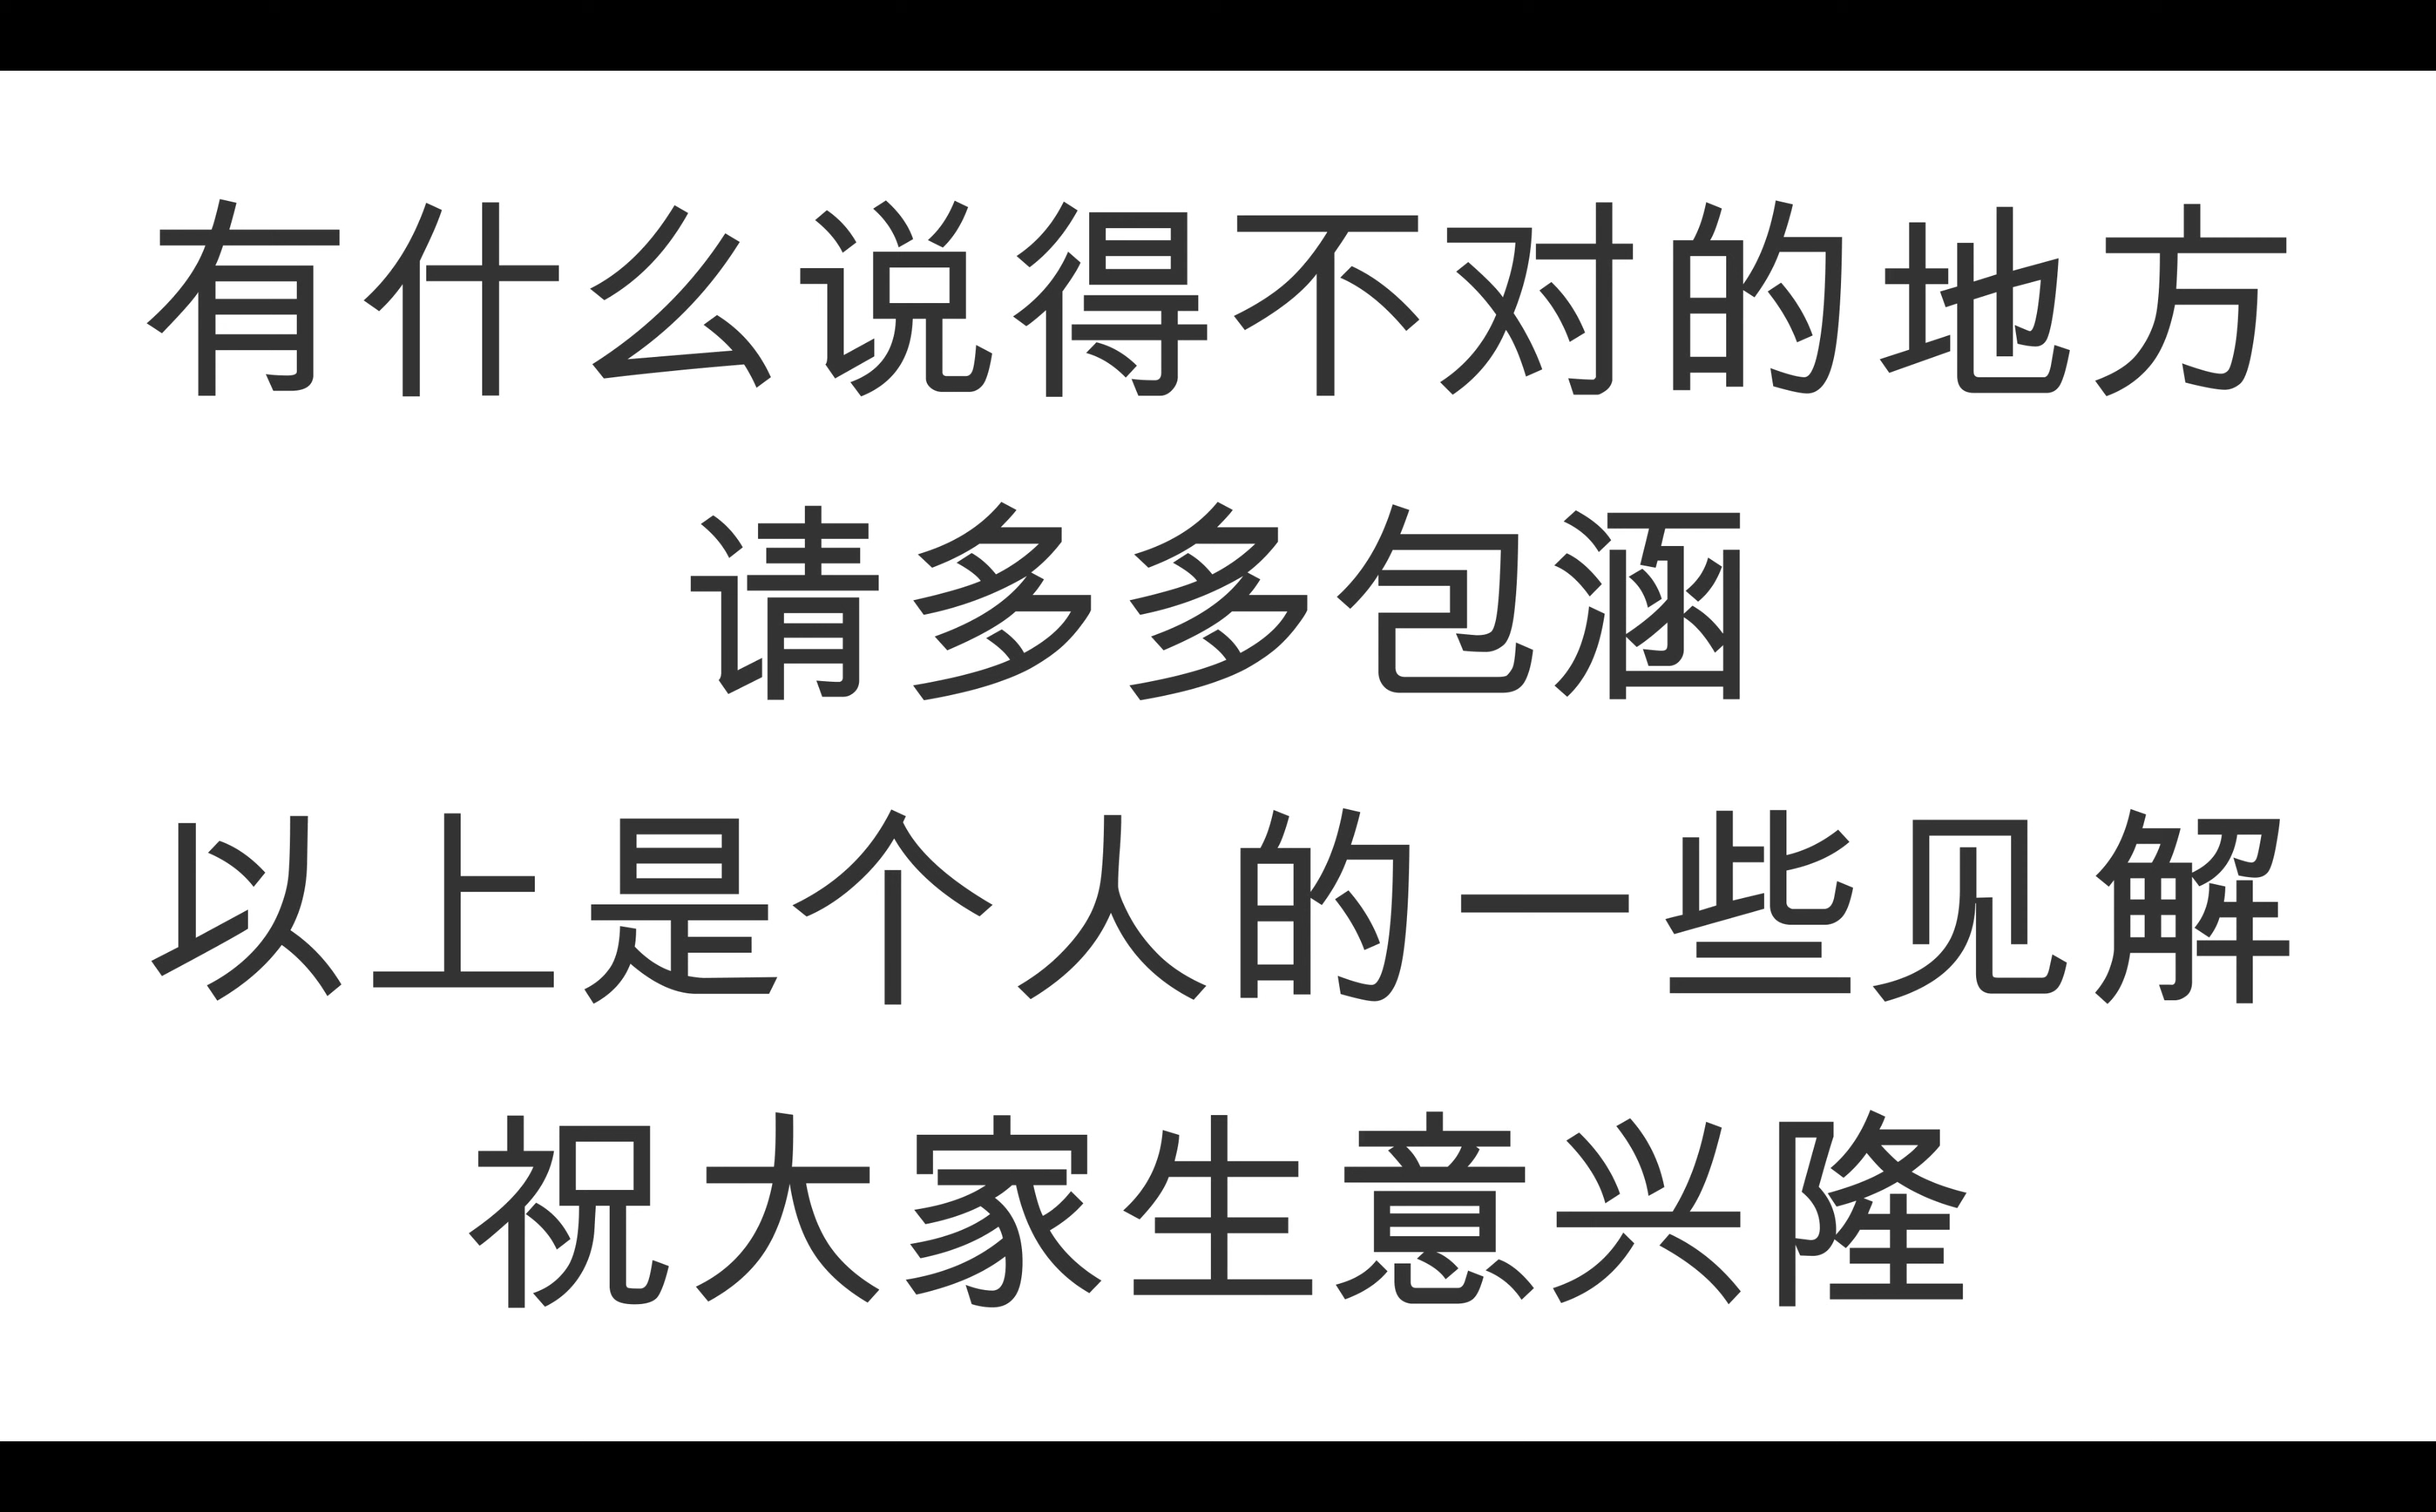 有什么说得不对的地方
请多多包涵
以上是个人的一些见解
祝大家生意兴隆